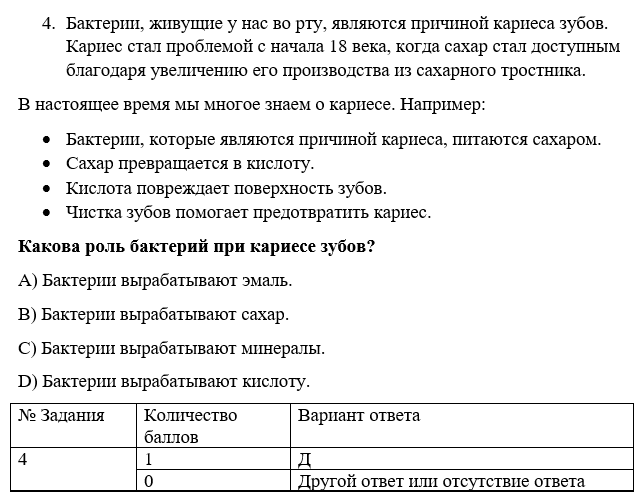 4. Бактерии, живущие у нас во рту, являются причиной кариеса зубов.
Кариес стал проблемой с начала 18 века, когда сахар стал доступным
благодаря увеличению его производства из сахарного тростника.
В настоящее время мы многое знаем о кариесе. Например:
• Бактерии, которые являются причиной кариеса, питаются сахаром.
• Сахар превращается в кислоту.
• Кислота повреждает поверхность зубов.
• Чистка зубов помогает предотвратить кариес.
Какова роль бактерий при кариесе зубов?
A) Бактерии вырабатывают эмаль.
B) Бактерии вырабатывают сахар.
C) Бактерии вырабатывают минералы.
D) Бактерии вырабатывают кислоту.
№ Задания Количество баллов Вариант ответа
4 1 Д
0 Другой ответ или отсутствие ответа